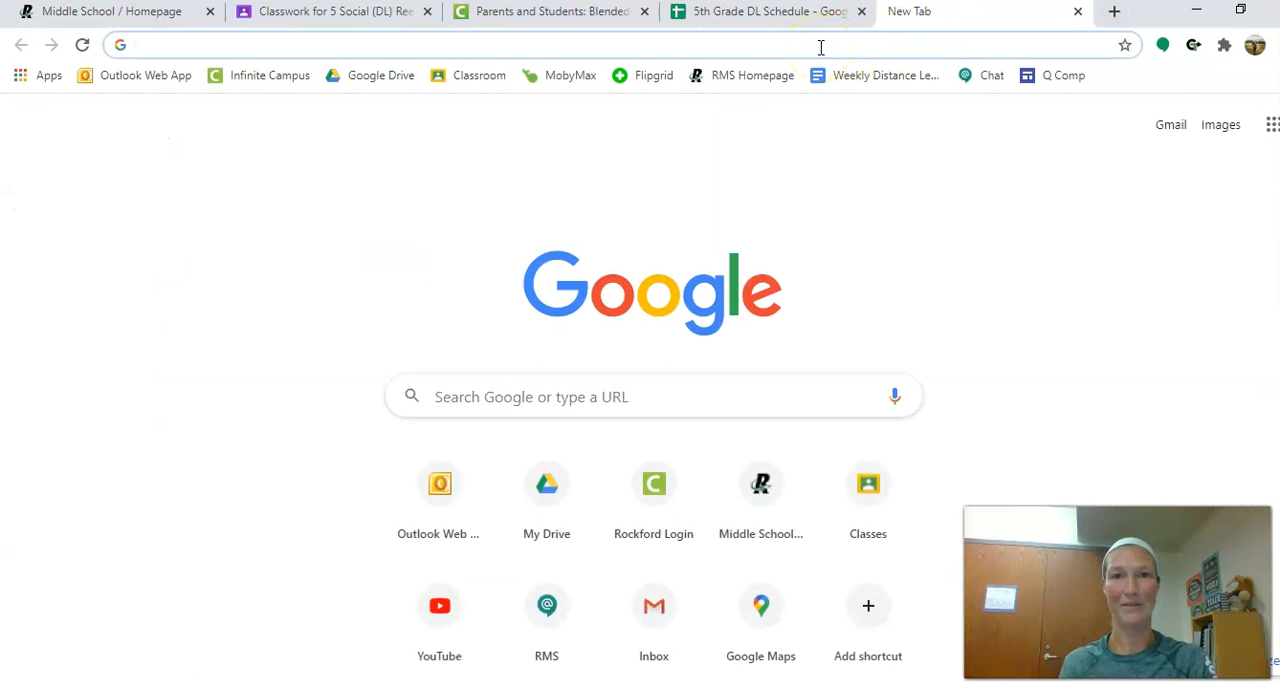 Middle School / Homepage
Classwork for 5 Social (DL) Ree
Parents and Students: Blended
5th Grade DL Schedule - Goog
New Tab
Apps
Outlook Web App
Infinite Campus
Google Drive
Classroom
MobyMax
Flipgrid
RMS Homepage
Weekly Distance Le...
Chat
Q Comp
Gmail
Images
Google
Search Google or type a URL
Outlook Web ...
My Drive
Rockford Login
Middle School...
Classes
YouTube
RMS
Inbox
Google Maps
Add shortcut